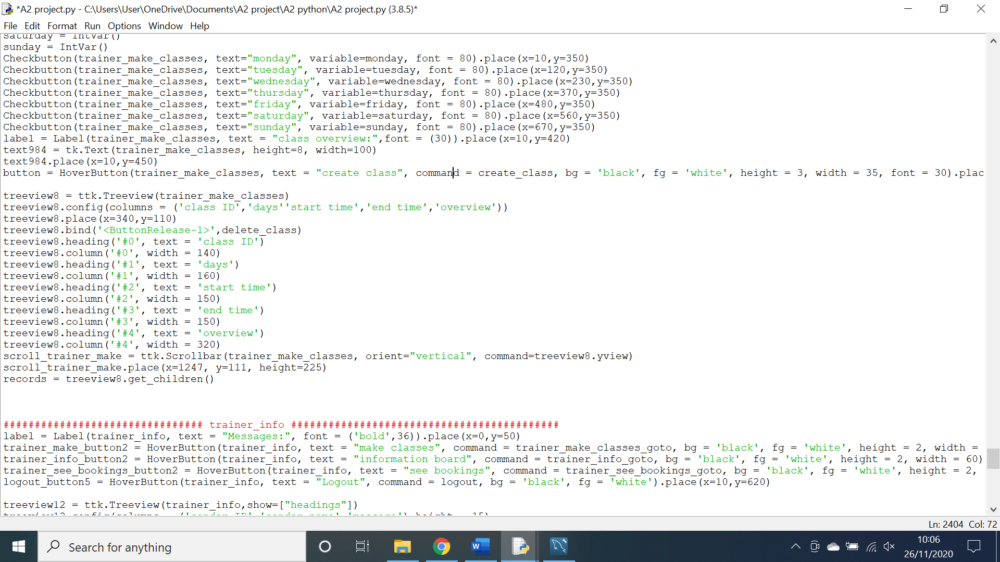 *A2 project.py - C:\Users\User\OneDrive\Documents\A2 project\A2 python\A2 project.py (3.8.5)*
File Edit Format Run Options Window Help
saturday = IntVar()
sunday = IntVar()
Checkbutton(trainer_make_classes, text="monday", variable=monday, font = 80).place(x=10,y=350)
Checkbutton(trainer_make_classes, text="tuesday", variable=tuesday, font = 80).place(x=120,y=350)
Checkbutton(trainer_make_classes, text="wednesday", variable=wednesday, font = 80).place(x=230,y=350)
Checkbutton(trainer_make_classes, text="thursday", variable=thursday, font = 80).place(x=370,y=350)
Checkbutton(trainer_make_classes, text="friday", variable=friday, font = 80).place(x=480,y=350)
Checkbutton(trainer_make_classes, text="saturday", variable=saturday, font = 80).place(x=560,y=350)
Checkbutton(trainer_make_classes, text="sunday", variable=sunday, font = 80).place(x=670,y=350)
label = Label(trainer_make_classes, text = "class overview:",font = (30)).place(x=10,y=420)
text984 = tk.Text(trainer_make_classes, height=8, width=100)
text984.place(x=10,y=450)
button = HoverButton(trainer_make_classes, text = "create class", command = create_class, bg = 'black', fg = 'white', height = 3, width = 35, font = 30).plac
treeview8 = ttk.Treeview(trainer_make_classes)
treeview8.config(columns = ('class ID','days''start time','end time','overview'))
treeview8.place(x=340,y=110)
treeview8.bind('<ButtonRelease-1>',delete_class)
treeview8.heading('#0', text = 'class ID')
treeview8.column('#0', width = 140)
treeview8.heading('#1', text = 'days')
treeview8.column('#1', width = 160)
treeview8.heading('#2', text = 'start time')
treeview8.column('#2', width = 150)
treeview8.heading('#3', text = 'end time')
treeview8.column('#3', width = 150)
treeview8.heading('#4', text = 'overview')
treeview8.column('#4', width = 320)
scroll_trainer_make = ttk.Scrollbar(trainer_make_classes, orient="vertical", command=treeview8.yview)
scroll_trainer_make.place(x=1247, y=111, height=225)
records = treeview8.get_children()
################################ trainer_info ###########################################
label = Label(trainer_info, text = "Messages:", font = ('bold',36)).place(x=0,y=50)
trainer_make_button2 = HoverButton(trainer_info, text = "make classes", command = trainer_make_classes_goto, bg = 'black', fg = 'white', height = 2, width =
trainer_info_button2 = HoverButton(trainer_info, text = "information board", command = trainer_info_goto, bg = 'black', fg = 'white', height = 2, width = 60)
trainer_see_bookings_button2 = HoverButton(trainer_info, text = "see bookings", command = trainer_see_bookings_goto, bg = 'black', fg = 'white', height = 2,
logout_button5 = HoverButton(trainer_info, text = "Logout", command = logout, bg = 'black', fg = 'white').place(x=10,y=620)
treeview12 = ttk.Treeview(trainer_info,show=["headings"])
treeview12.config(columns = ('sender ID','sender name','message'),height = 15)
Ln: 2404 Col: 72
Search for anything
10:06
26/11/2020